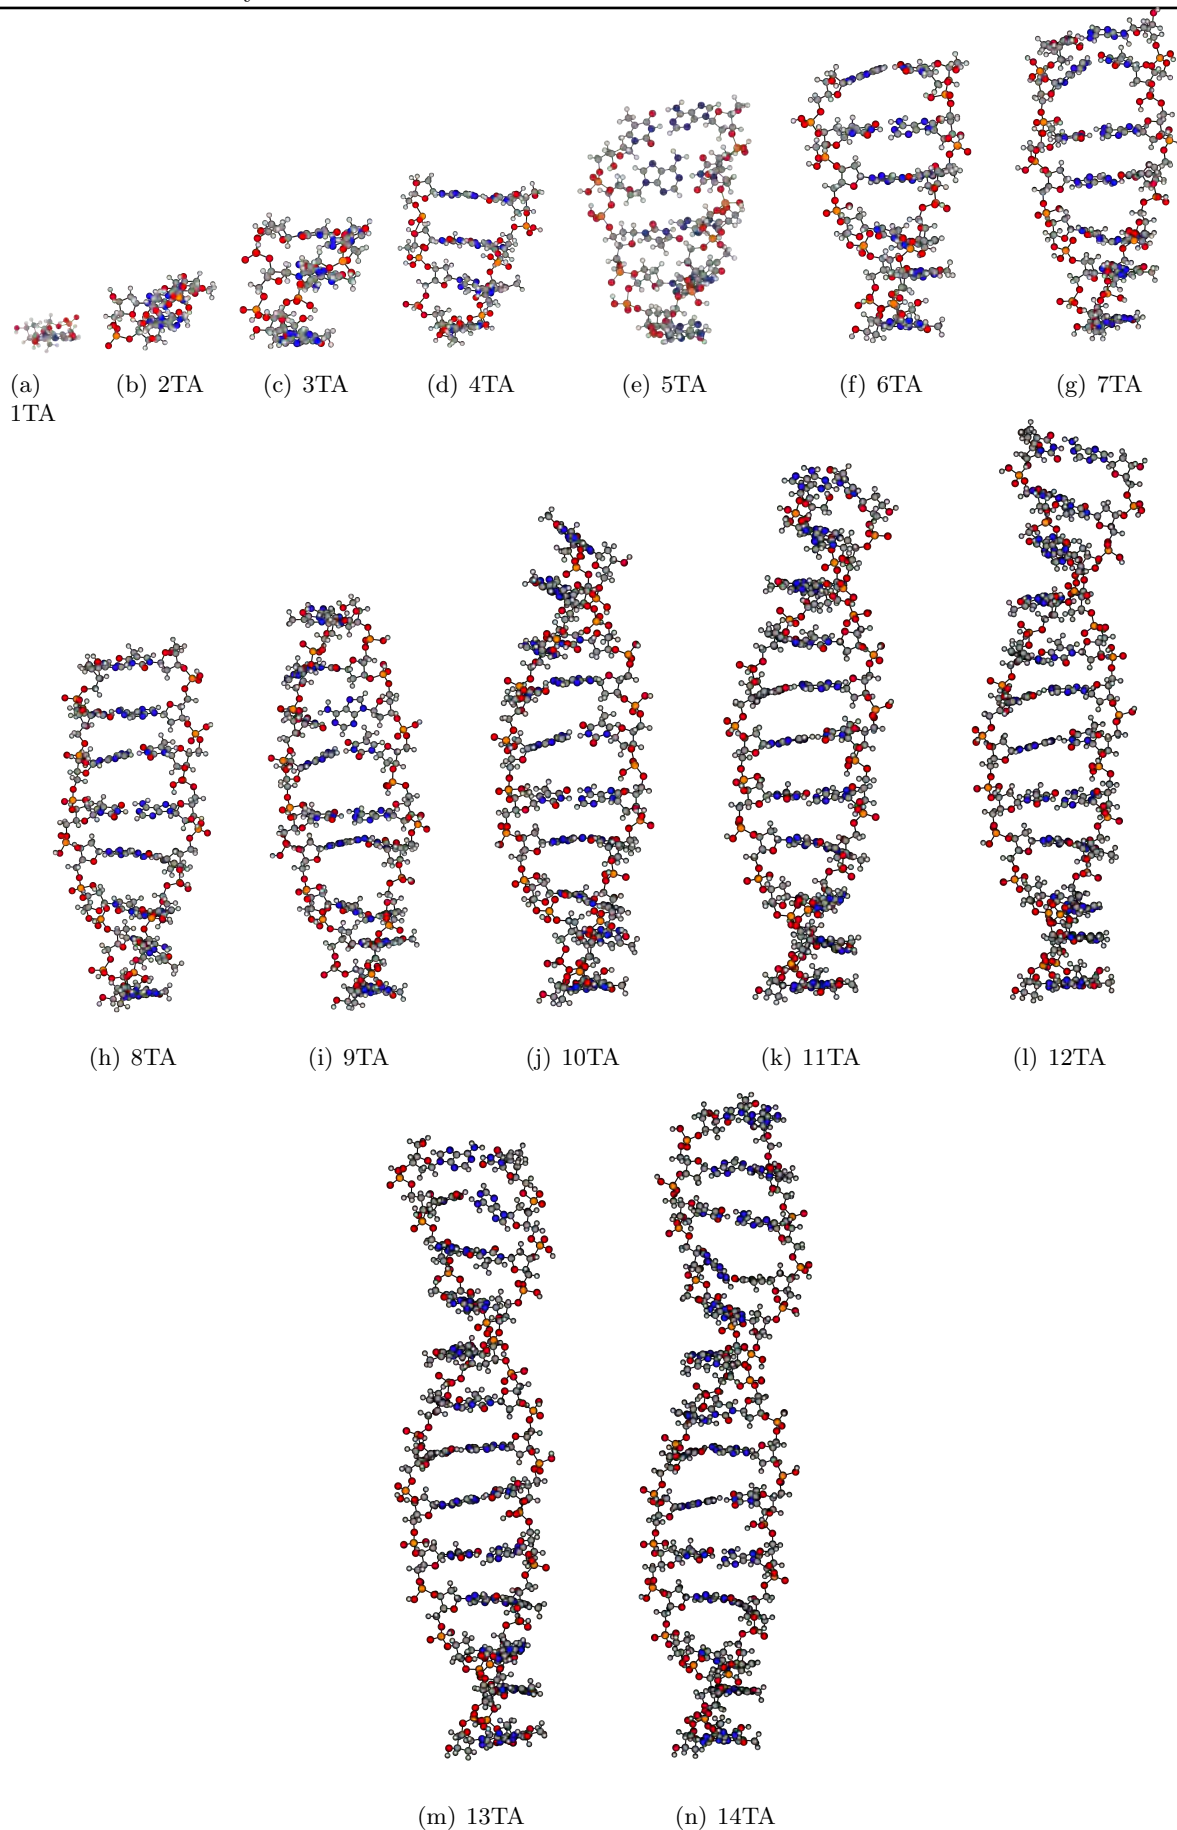 (a)
1TA
(b) 2TA
(c) 3TA
(d) 4TA
(e) 5TA
(f) 6TA
(g) 7TA
(h) 8TA
(i) 9TA
(j) 10TA
(k) 11TA
(l) 12TA
(m) 13TA
(n) 14TA